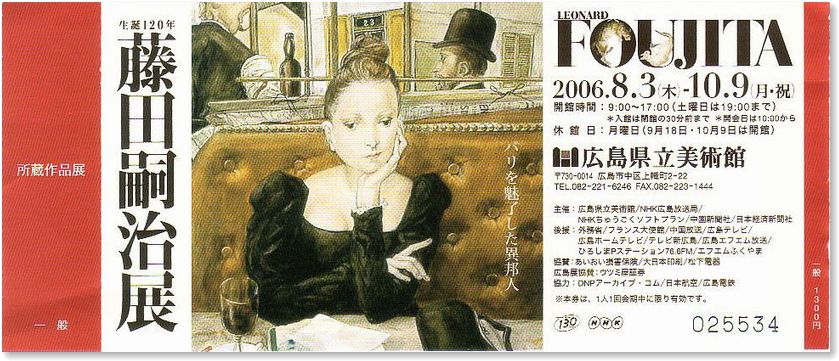 所蔵作品展
一般
生誕120年
藤田嗣治展
23
パリを魅了した異邦人
LEONARD
FOUJITA
2006.8.3(木)-10.9(月・祝)
開館時間：9:00〜17:00(土曜日は19:00まで)
＊入館は閉館の30分前まで ＊開会日は10:00から
休館日：月曜日(9月18日・10月9日は開館)
広島県立美術館
〒730-0014 広島市中区上幟町2-22
TEL.082-221-6246 FAX.082-223-1444
主催：広島県立美術館/NHK広島放送局/
NHKちゅうごくソフトプラン/中国新聞社/日本経済新聞社
後援：外務省/フランス大使館/中国放送/広島テレビ/
広島ホームテレビ/テレビ新広島/広島エフエム放送/
ひろしまPステーション76.6FM/エフエムふくやま
協賛：あいおい損害保険/大日本印刷/松下電器
広島展協賛：ウツミ屋証券
協力：DNPアーカイブ・コム/日本航空/広島電鉄
※本券は、1人1回会期中に限り有効です。
NHK
025534
一般 1300円